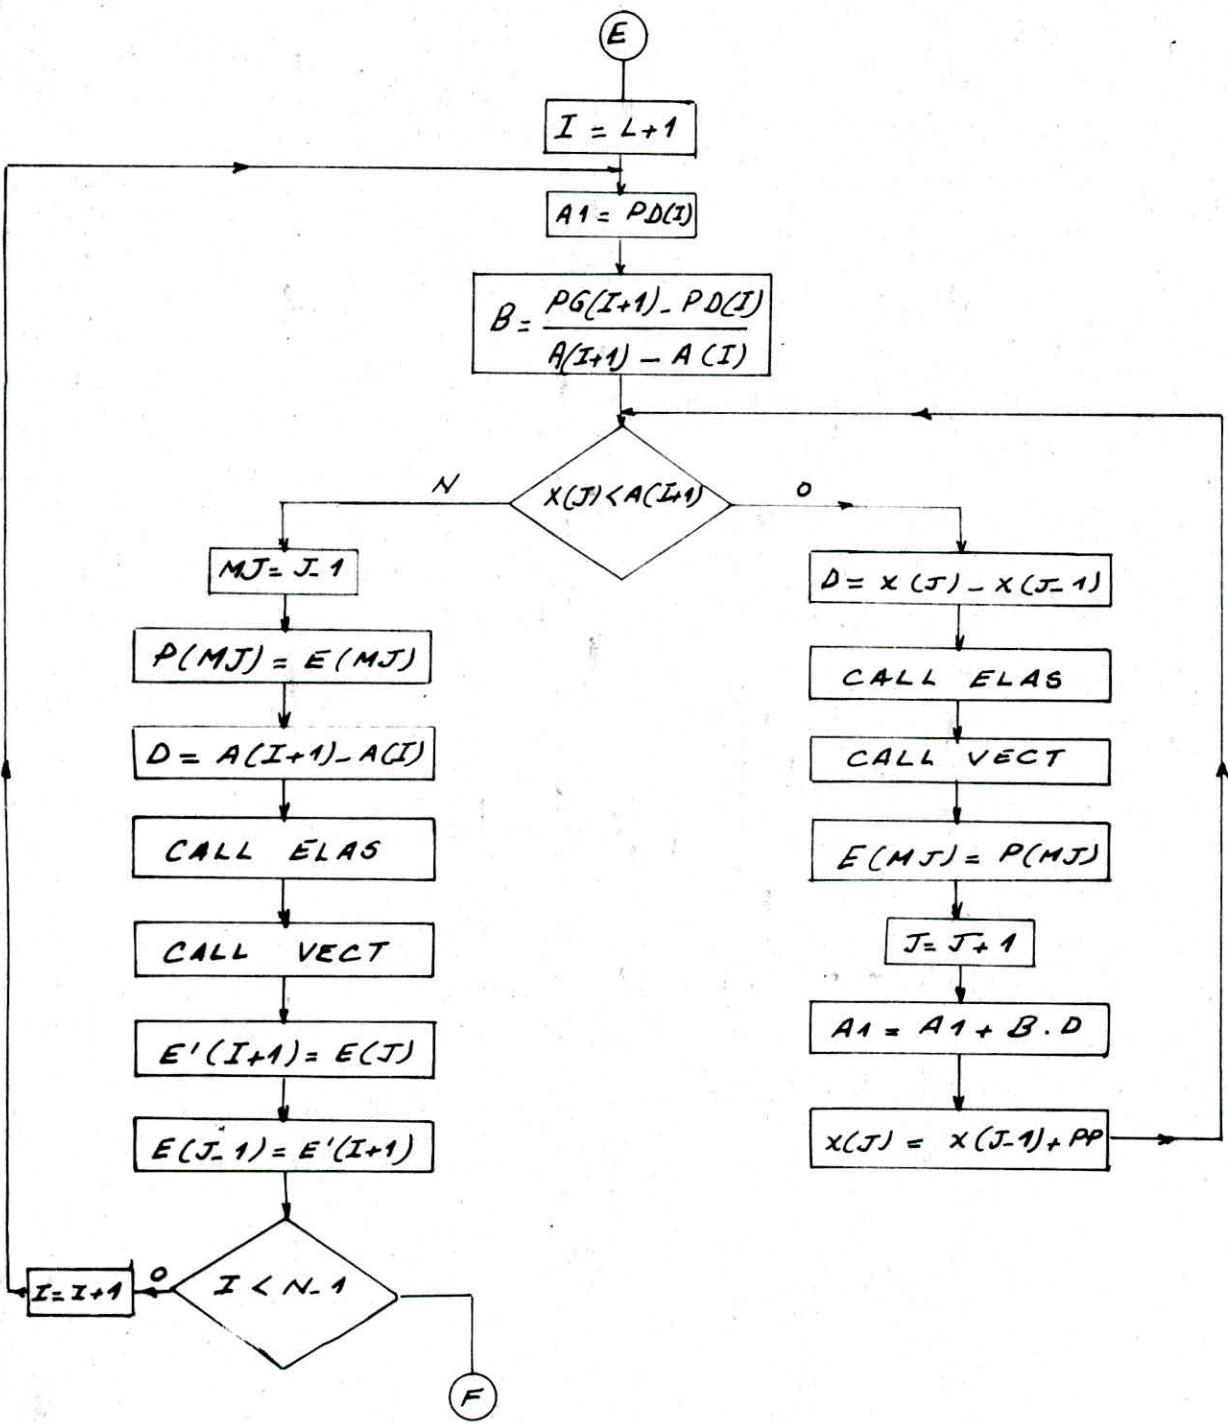 E
I = L+1
A1 = PD(I)
B = PG(I+1) - PD(I)
A(I+1) - A(I)
X(J) < A(I+1)
N
O
MJ = J-1
P(MJ) = E(MJ)
D = A(I+1) - A(I)
CALL ELAS
CALL VECT
E'(I+1) = E(J)
E(J-1) = E'(I+1)
I < N-1
O
I = I+1
F
D = X(J) - X(J-1)
CALL ELAS
CALL VECT
E(MJ) = P(MJ)
J = J+1
A1 = A1 + B.D
X(J) = X(J-1) + PP